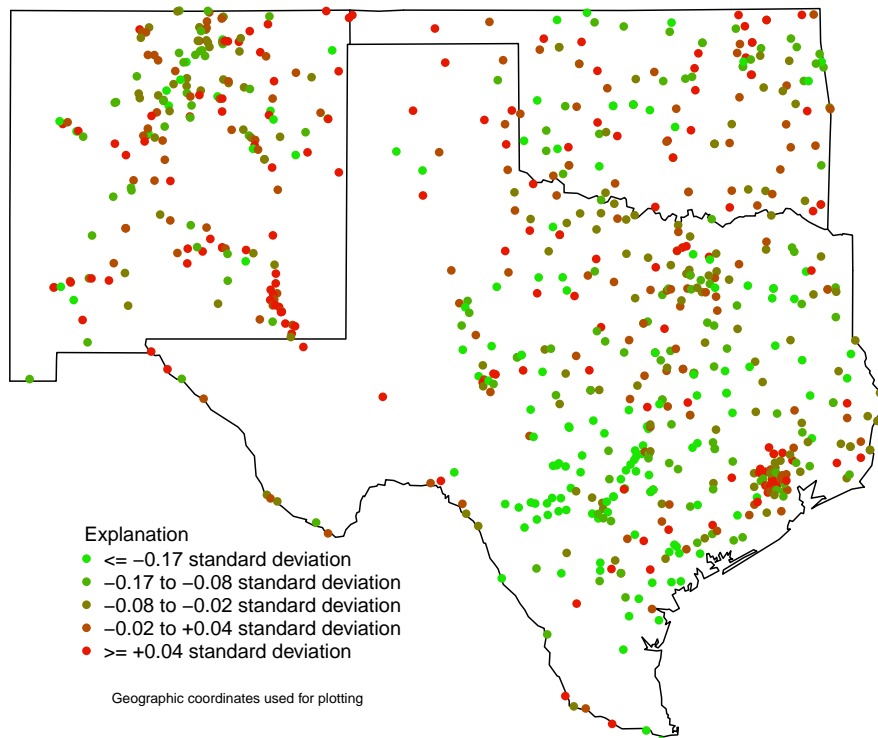 Explanation
<= −0.17 standard deviation
−0.17 to −0.08 standard deviation
−0.08 to −0.02 standard deviation
−0.02 to +0.04 standard deviation
>= +0.04 standard deviation
Geographic coordinates used for plotting